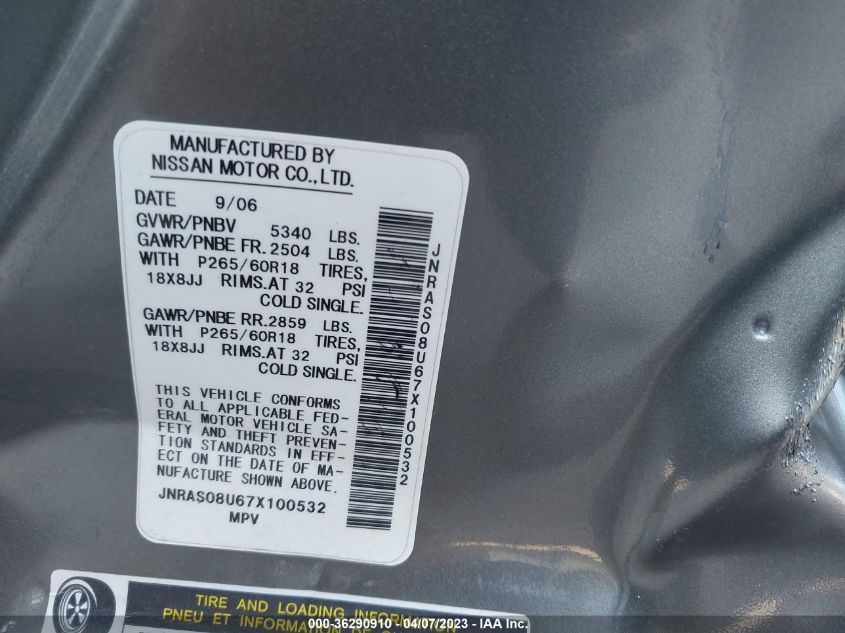 MANUFACTURED BY
NISSAN MOTOR CO.,LTD.
DATE 9/06
GVWR/PNBV 5340 LBS.
GAWR/PNBE FR. 2504 LBS.
WITH P265/60R18 TIRES,
18X8JJ RIMS.AT 32 PSI
COLD SINGLE.
GAWR/PNBE RR.2859 LBS.
WITH P265/60R18 TIRES,
18X8JJ RIMS.AT 32 PSI
COLD SINGLE.
THIS VEHICLE CONFORMS
TO ALL APPLICABLE FED-
ERAL MOTOR VEHICLE SA-
FETY AND THEFT PREVEN-
TION STANDARDS IN EFF-
ECT ON THE DATE OF MA-
NUFACTURE SHOWN ABOVE.
JNRAS08U67X100532
MPV
JNRAS08U67X100532
TIRE AND LOADING INFORMATION
PNEU ET INFORMATION DE
000-36290910 - 04/07/2023 - IAA Inc.